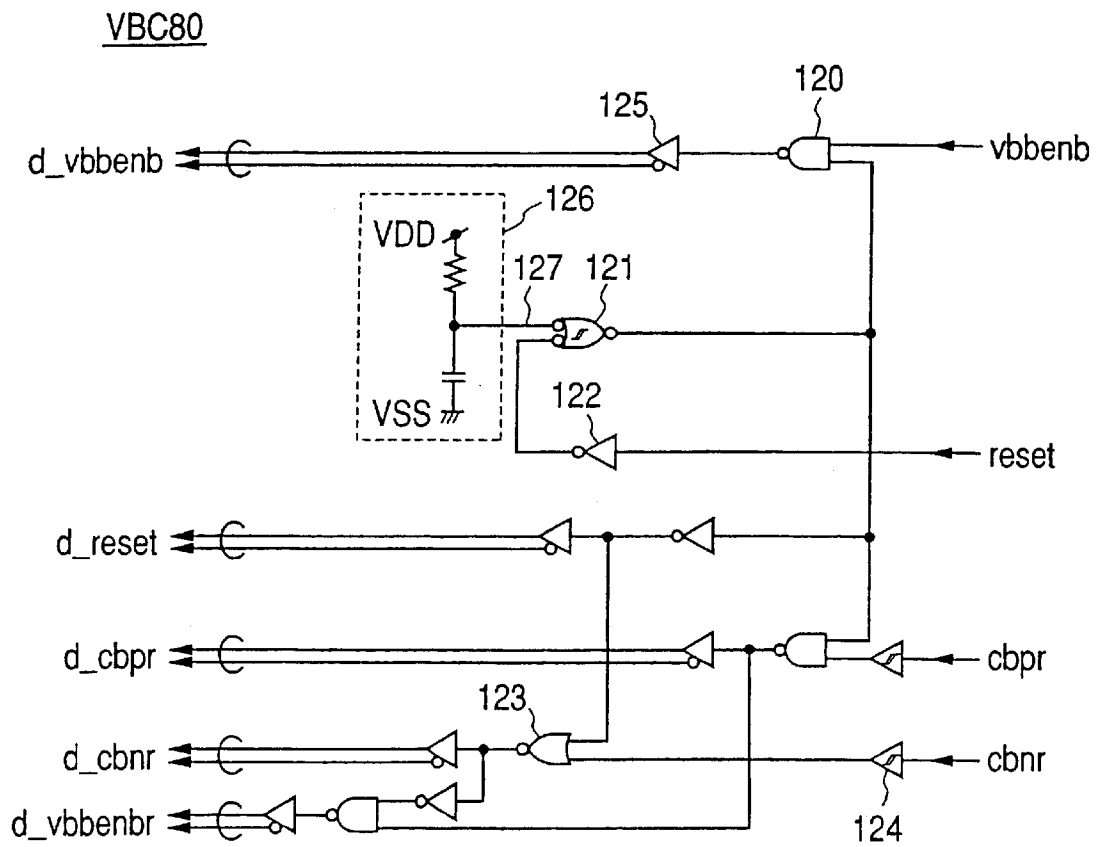 VBC80
120
125
d_vbbenb
vbbenb
126
VDD
127
121
VSS
122
reset
d_reset
d_cbpr
cbpr
123
d_cbnr
cbnr
d_vbbenbr
124